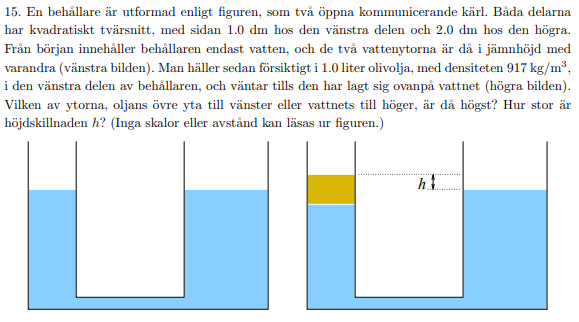 15. En behållare är utformad enligt figuren, som två öppna kommunicerande kärl. Båda delarna
har kvadratiskt tvärsnitt, med sidan 1.0 dm hos den vänstra delen och 2.0 dm hos den högra.
Från början innehåller behållaren endast vatten, och de två vattenytorna är då i jämnhöjd med
varandra (vänstra bilden). Man häller sedan försiktigt i 1.0 liter olivolja, med densiteten 917 kg/m³,
i den vänstra delen av behållaren, och väntar tills den har lagt sig ovanpå vattnet (högra bilden).
Vilken av ytorna, oljans övre yta till vänster eller vattnets till höger, är då högst? Hur stor är
höjdskillnaden h? (Inga skalor eller avstånd kan läsas ur figuren.)
h